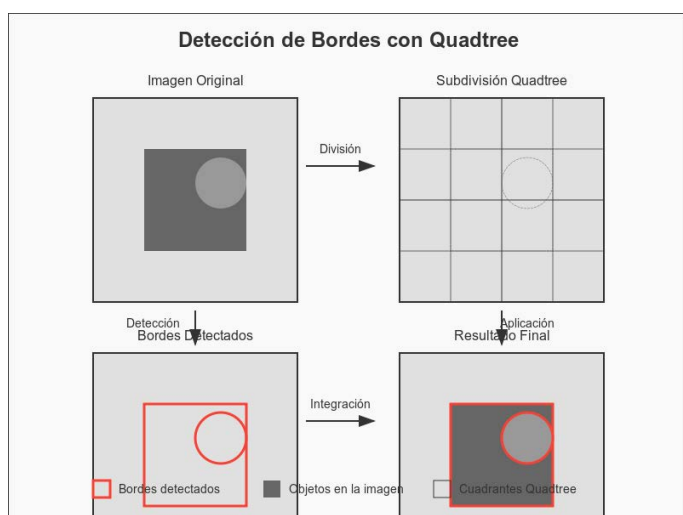 Detección de Bordes con Quadtree
Imagen Original
Subdivisión Quadtree
División
Detección
Aplicación
Bordes Detectados
Resultado Final
Integración
Bordes detectados
Objetos en la imagen
Cuadrantes Quadtree